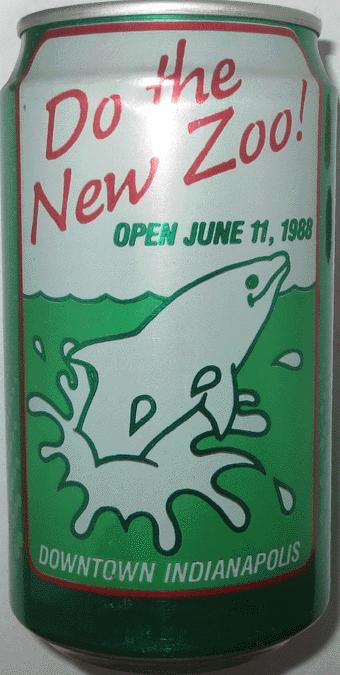 Do the
New Zoo!
OPEN JUNE 11, 1988
DOWNTOWN INDIANAPOLIS